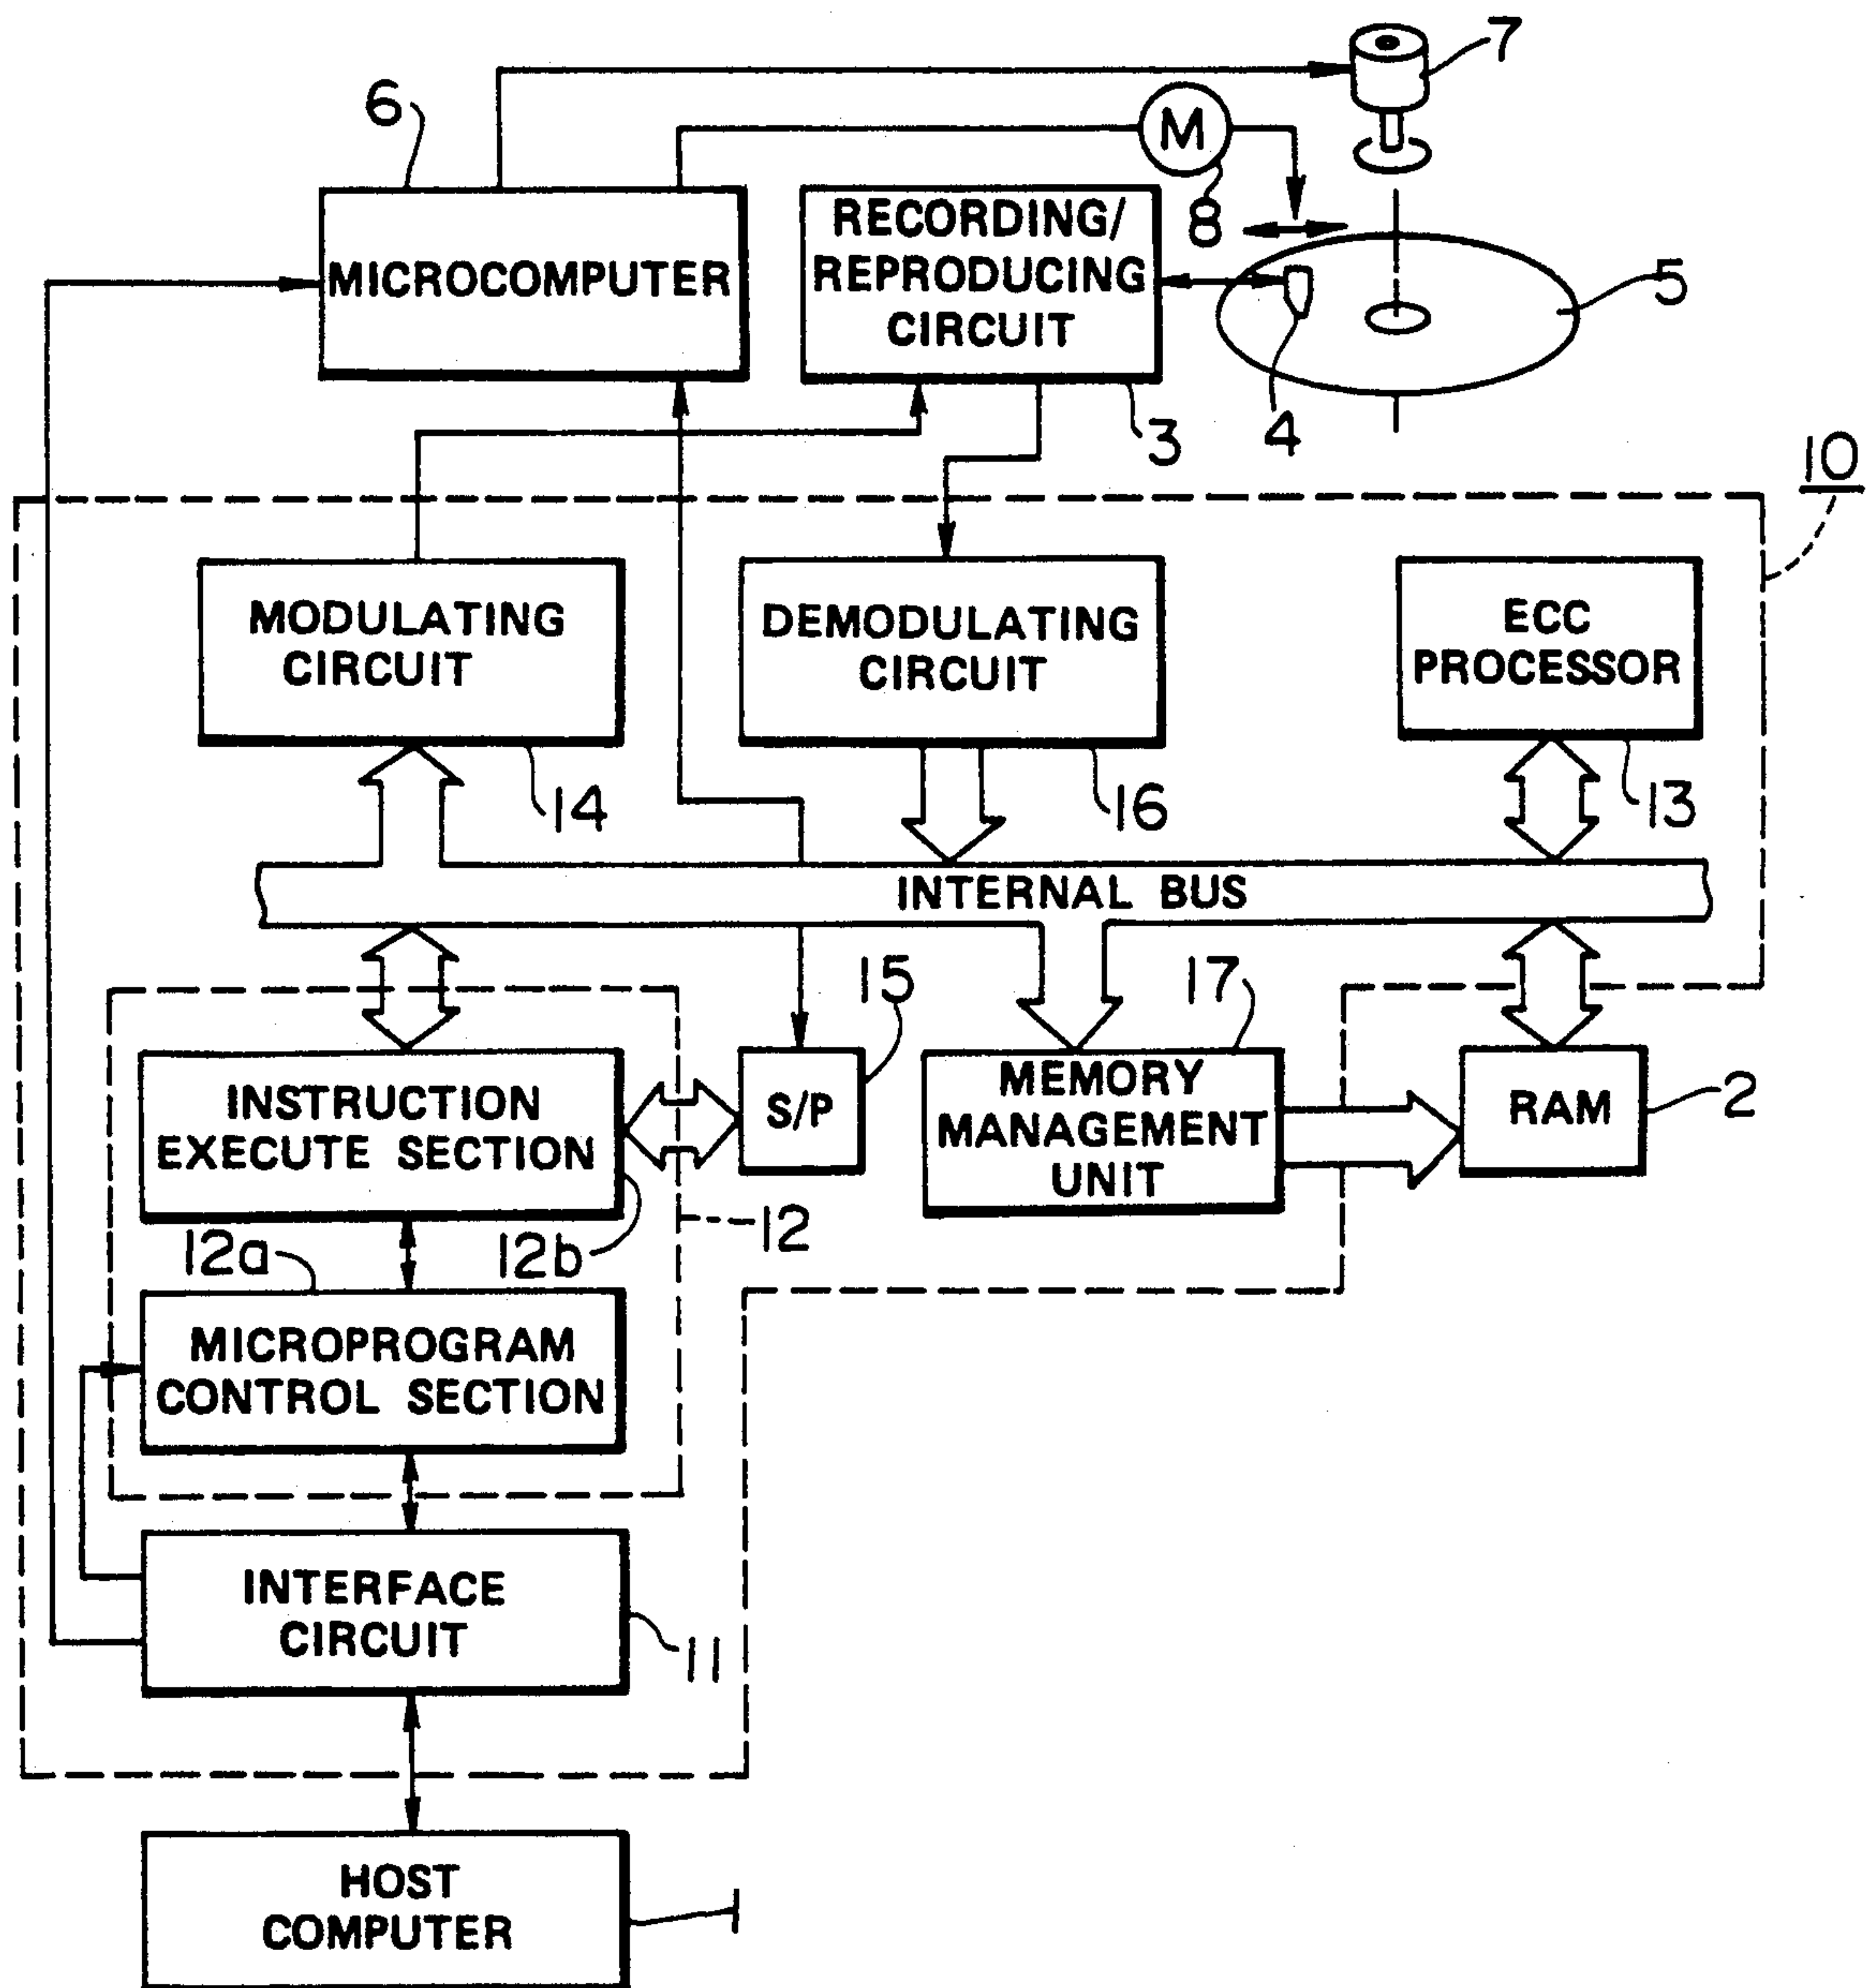 7
6
M
8
RECORDING/
REPRODUCING
CIRCUIT
MICROCOMPUTER
5
3
4
10
MODULATING
CIRCUIT
DEMODULATING
CIRCUIT
ECC
PROCESSOR
14
16
13
INTERNAL BUS
15
17
INSTRUCTION
EXECUTE SECTION
S/P
MEMORY
MANAGEMENT
UNIT
RAM
2
12a
12b
12
MICROPROGRAM
CONTROL SECTION
INTERFACE
CIRCUIT
11
HOST
COMPUTER
1